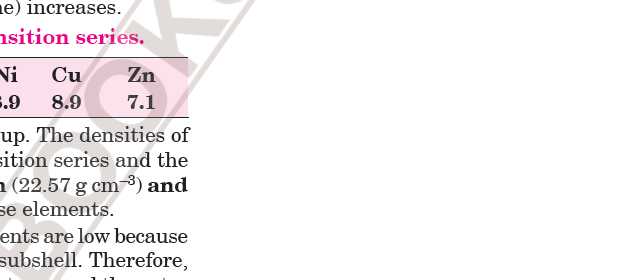 ne) increases.
nsition series.
Ni Cu Zn
8.9 8.9 7.1
up. The densities of
sition series and the
n (22.57 g cm⁻³) and
se elements.
ents are low because
subshell. Therefore,
BOOK